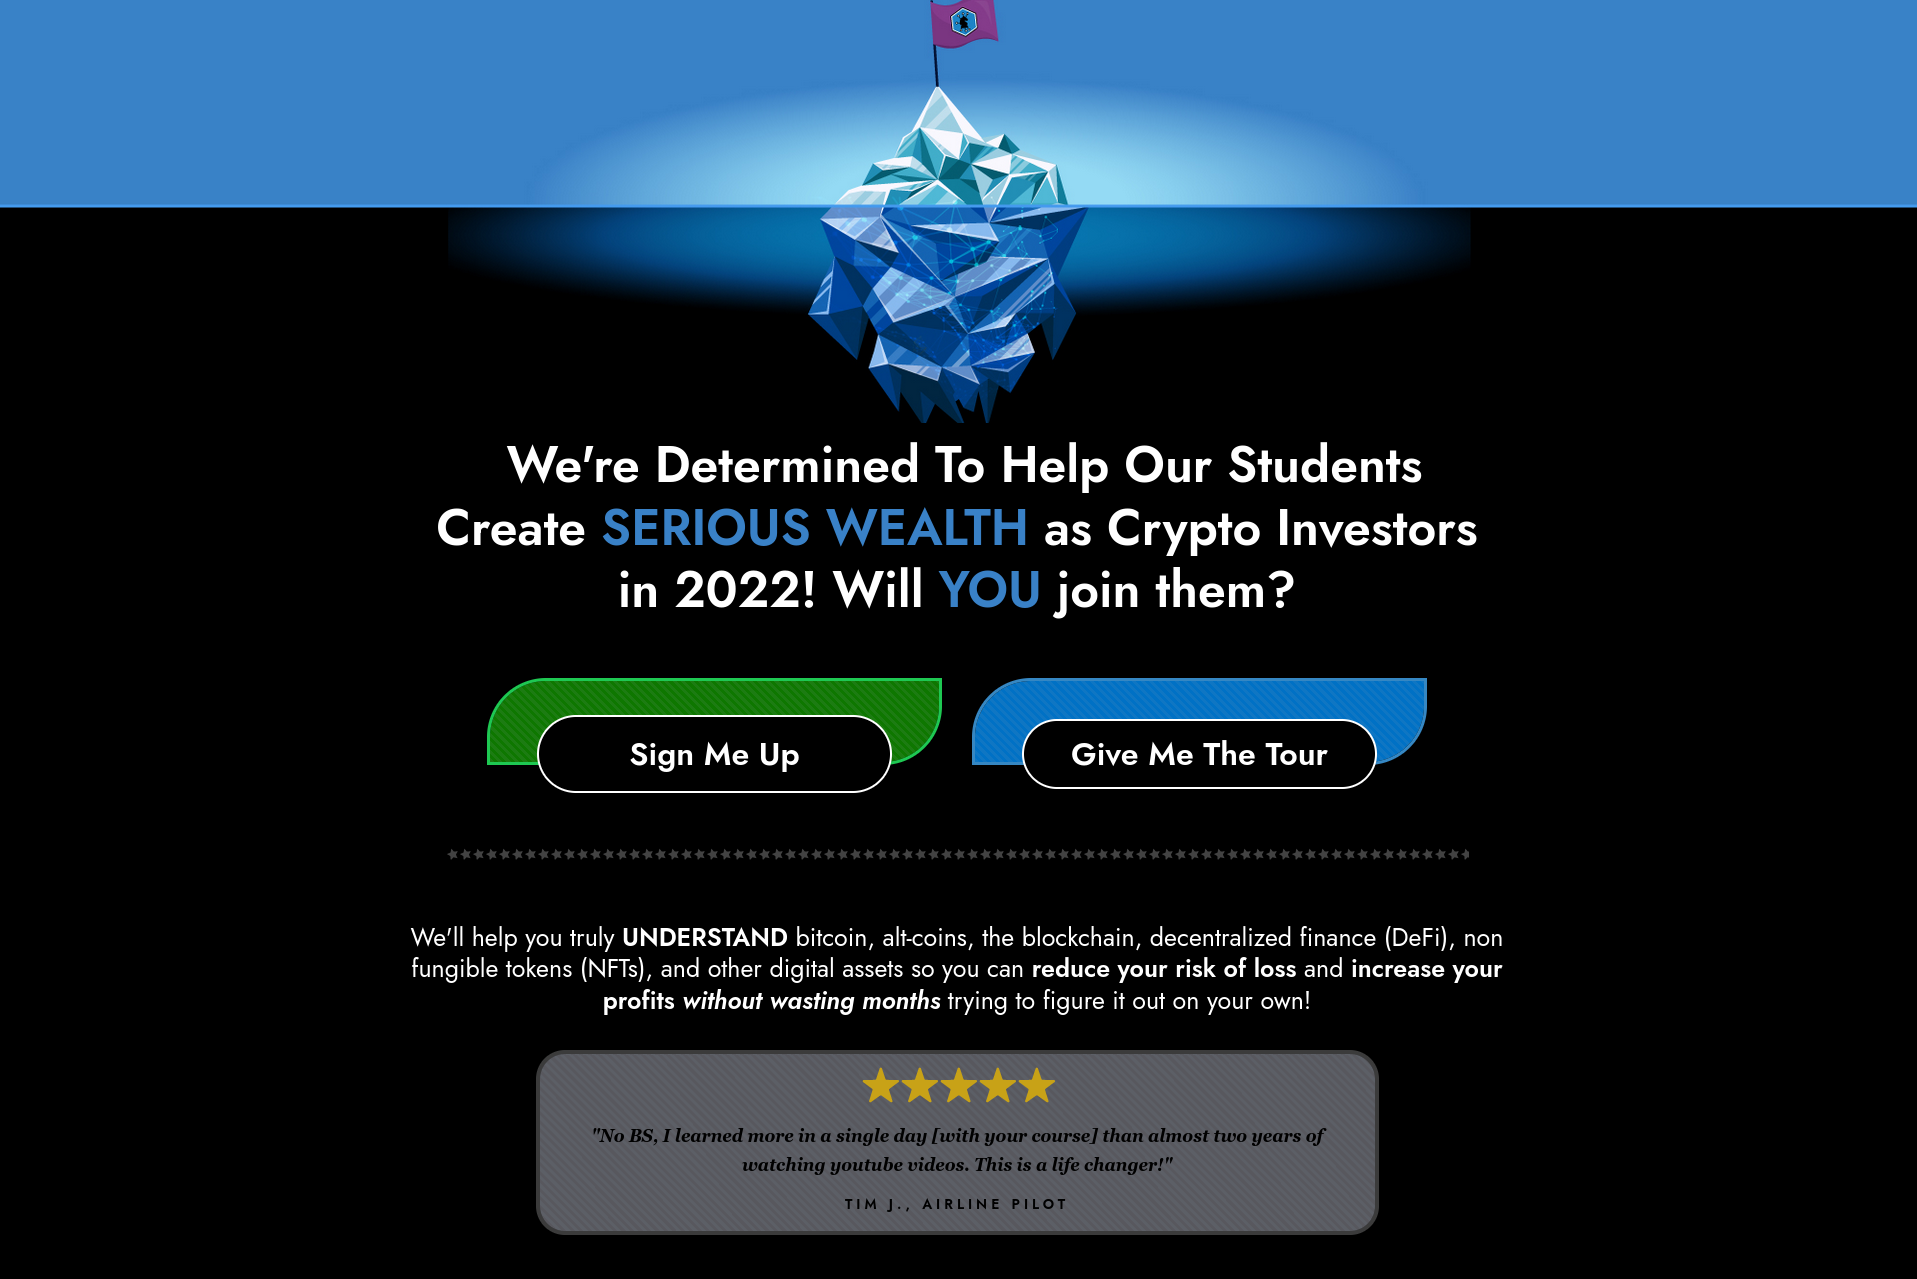 We're Determined To Help Our Students
Create SERIOUS WEALTH as Crypto Investors
in 2022! Will YOU join them?
Sign Me Up
Give Me The Tour
We'll help you truly UNDERSTAND bitcoin, alt-coins, the blockchain, decentralized finance (DeFi), non
fungible tokens (NFTs), and other digital assets so you can reduce your risk of loss and increase your
profits without wasting months trying to figure it out on your own!
"No BS, I learned more in a single day [with your course] than almost two years of
watching youtube videos. This is a life changer!"
TIM J., AIRLINE PILOT